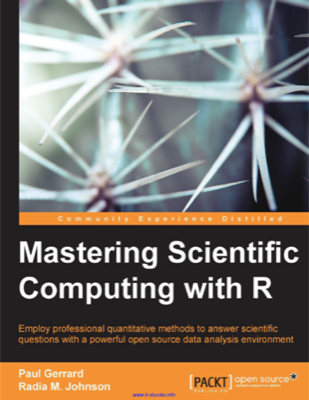 Community Experience Distilled
Mastering Scientific
Computing with R
Employ professional quantitative methods to answer scientific
questions with a powerful open source data analysis environment
Paul Gerrard
Radia M. Johnson
[PACKT] open source*
PUBLISHING
www.it-ebooks.info